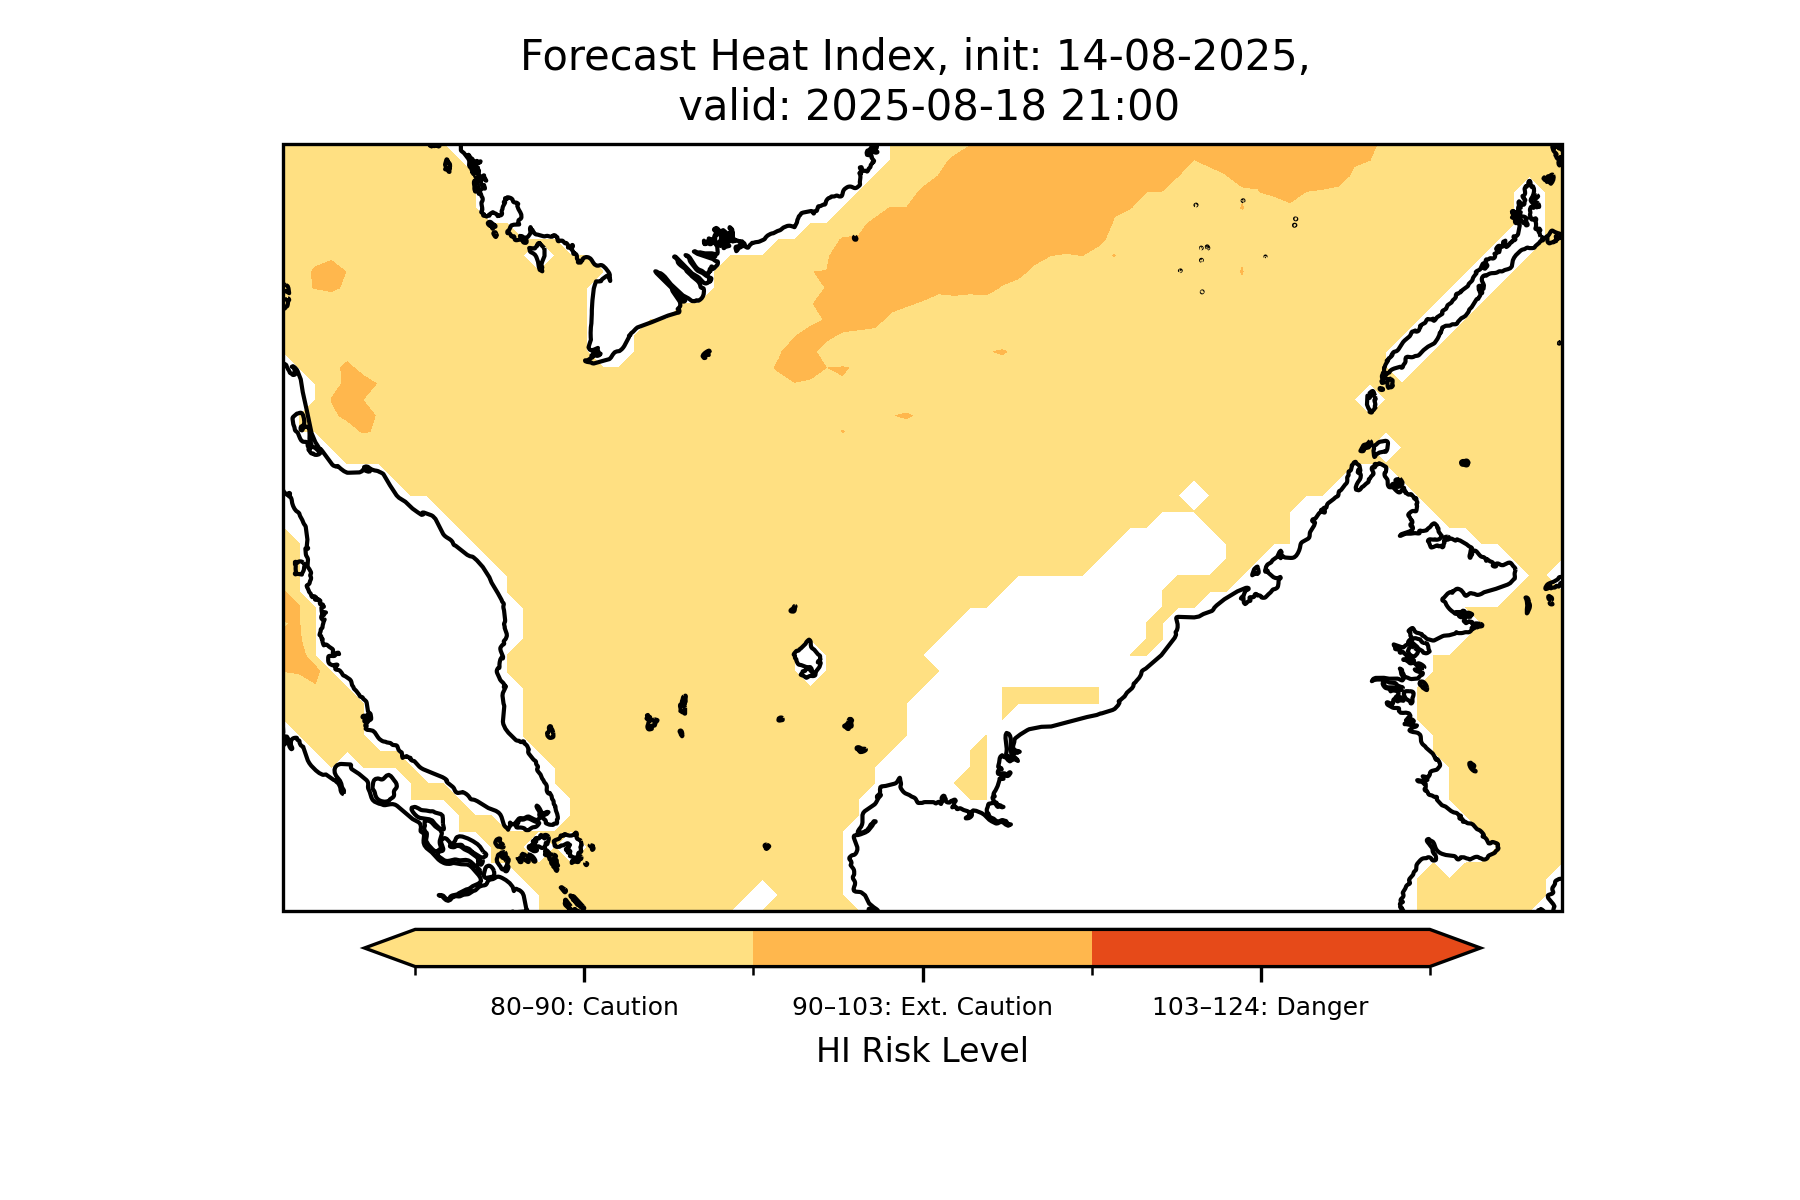 Forecast Heat Index, init: 14-08-2025,
valid: 2025-08-18 21:00
80–90: Caution
90–103: Ext. Caution
103–124: Danger
HI Risk Level